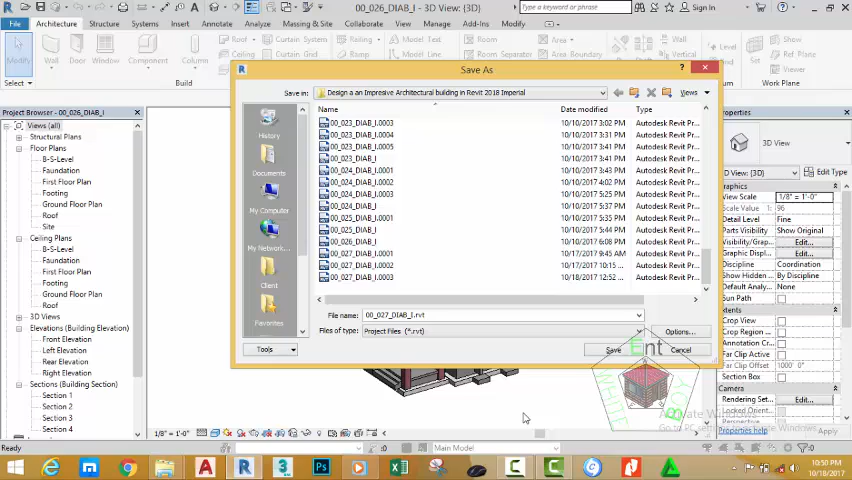 00_026_DIAB_I - 3D View: {3D}
Type a keyword or phrase
Sign In
File
Architecture
Structure
Systems
Insert
Annotate
Analyze
Massing & Site
Collaborate
View
Manage
Add-Ins
Modify
Modify
Wall
Door
Window
Component
Column
Roof
Curtain System
Curtain Grid
Railing
Model Text
Model Line
Room
Room Separator
Area
Wall
Level
Show
Ref Plane
Set
Select
Build
Work Plane
Project Browser - 00_026_DIAB_I
Views (all)
Structural Plans
Floor Plans
B-S-Level
Foundation
First Floor Plan
Footing
Ground Floor Plan
Roof
Site
Ceiling Plans
B-S-Level
Foundation
First Floor Plan
Footing
Ground Floor Plan
Roof
3D Views
Elevations (Building Elevation)
Front Elevation
Left Elevation
Rear Elevation
Right Elevation
Sections (Building Section)
Section 1
Section 2
Section 3
Section 4
Save As
Save in:
Design a an Impresive Architectural building in Revit 2018 Imperial
Views
Name
Date modified
Type
00_023_DIAB_I.0003 10/10/2017 3:02 PM Autodesk Revit Pr...
00_023_DIAB_I.0004 10/10/2017 3:31 PM Autodesk Revit Pr...
00_023_DIAB_I.0005 10/10/2017 3:41 PM Autodesk Revit Pr...
00_023_DIAB_I 10/10/2017 3:41 PM Autodesk Revit Pr...
00_024_DIAB_I.0001 10/10/2017 3:43 PM Autodesk Revit Pr...
00_024_DIAB_I.0002 10/10/2017 4:02 PM Autodesk Revit Pr...
00_024_DIAB_I.0003 10/10/2017 5:25 PM Autodesk Revit Pr...
00_024_DIAB_I 10/10/2017 5:37 PM Autodesk Revit Pr...
00_025_DIAB_I.0001 10/10/2017 5:35 PM Autodesk Revit Pr...
00_025_DIAB_I 10/10/2017 5:44 PM Autodesk Revit Pr...
00_026_DIAB_I 10/10/2017 6:08 PM Autodesk Revit Pr...
00_027_DIAB_I.0001 10/17/2017 9:45 AM Autodesk Revit Pr...
00_027_DIAB_I.0002 10/17/2017 10:15 ... Autodesk Revit Pr...
00_027_DIAB_I.0003 10/18/2017 12:52 ... Autodesk Revit Pr...
History
Documents
My Computer
My Network...
Client
Favorites
File name:
00_027_DIAB_I.rvt
Files of type:
Project Files (*.rvt)
Options...
Tools
Save
Cancel
Properties
3D View
Edit Type
Graphics
View Scale 1/8" = 1'-0"
Scale Value 1: 96
Detail Level Fine
Parts Visibility Show Original
Visibility/Grap... Edit...
Graphic Displ... Edit...
Discipline Coordination
Show Hidden ... By Discipline
Default Analy... None
Sun Path
Extents
Crop View
Crop Region ...
Annotation Cr...
Far Clip Active
Far Clip Offset 1000' 0"
Section Box
Camera
Rendering Set... Edit...
Properties help
Apply
Ent
WHITE
BOY
Activate Windows
Go to PC settings to activate Windows.
1/8" = 1'-0"
Ready
:0
Main Model
:0
10:50 PM
10/18/2017